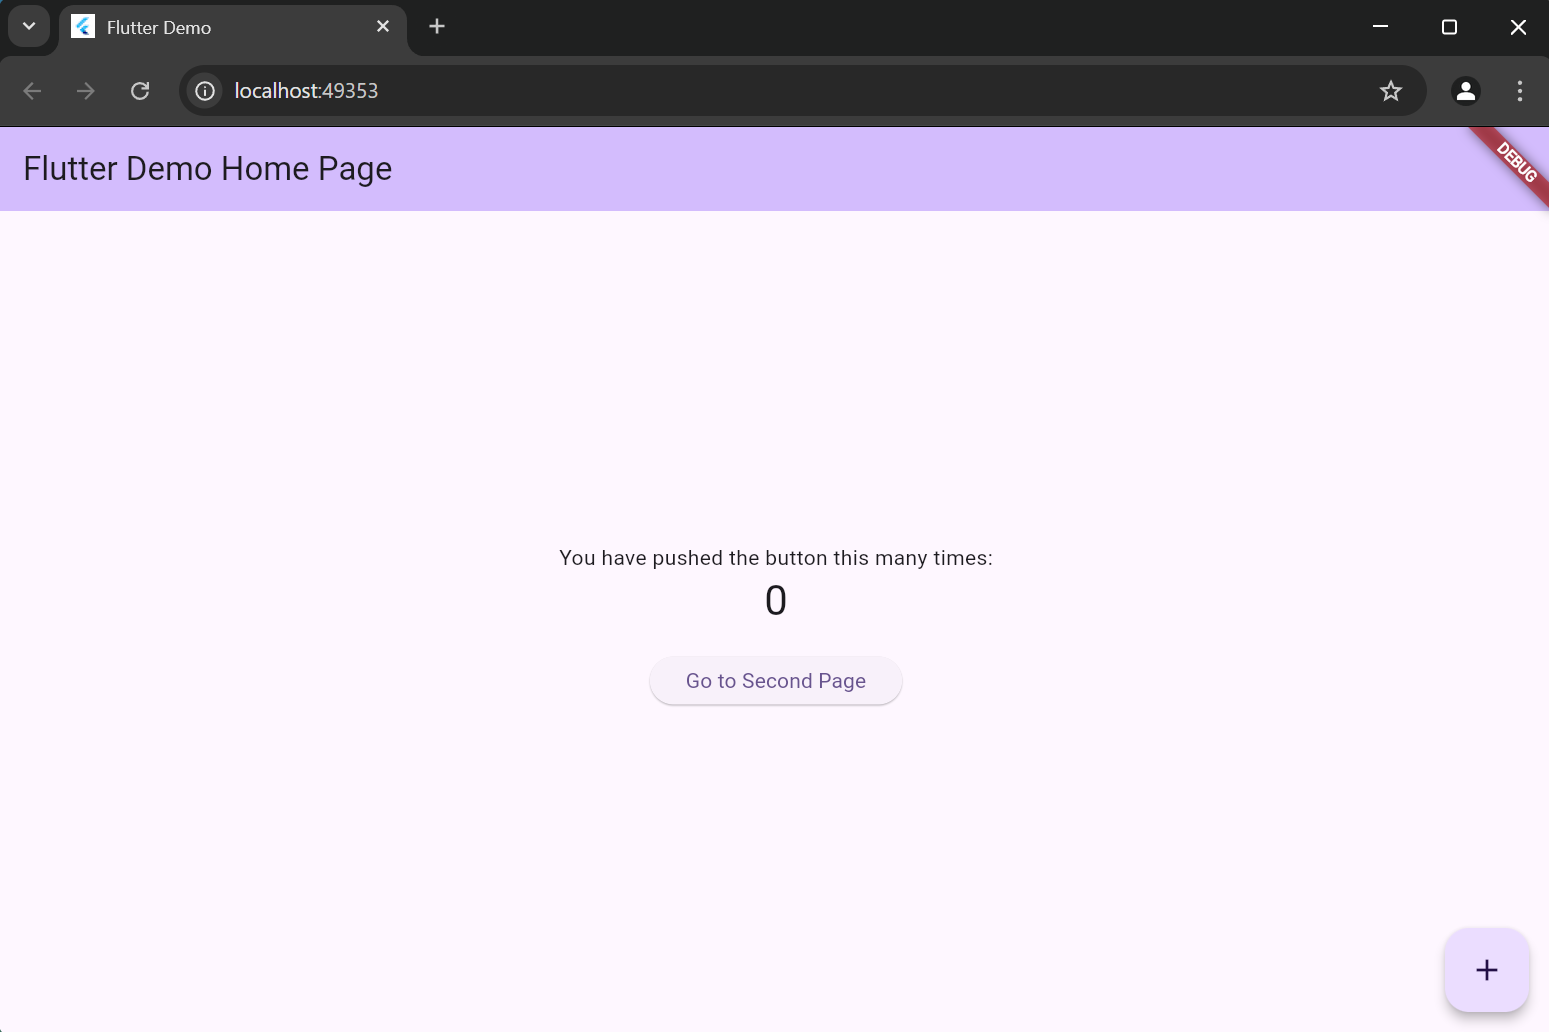 Flutter Demo
localhost:49353
Flutter Demo Home Page
DEBUG
You have pushed the button this many times:
0
Go to Second Page